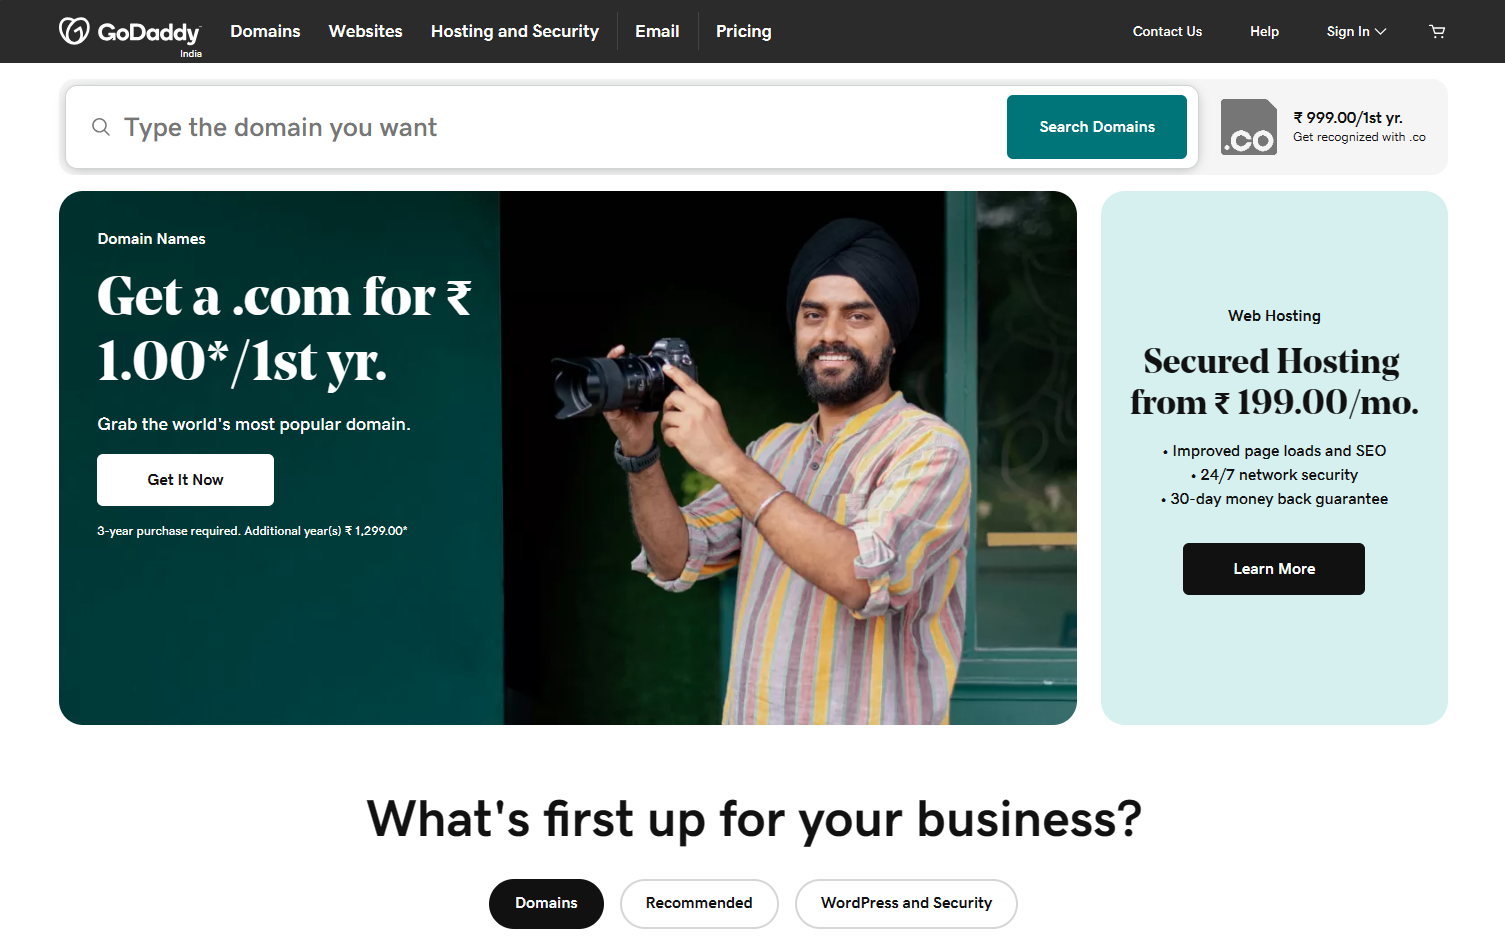 GoDaddy
India
Domains
Websites
Hosting and Security
Email
Pricing
Contact Us
Help
Sign In
Type the domain you want
Search Domains
.co
₹ 999.00/1st yr.
Get recognized with .co
Domain Names
Get a .com for ₹
1.00*/1st yr.
Grab the world's most popular domain.
Get It Now
3-year purchase required. Additional year(s) ₹ 1,299.00*
Web Hosting
Secured Hosting
from ₹ 199.00/mo.
• Improved page loads and SEO
• 24/7 network security
• 30-day money back guarantee
Learn More
What's first up for your business?
Domains
Recommended
WordPress and Security